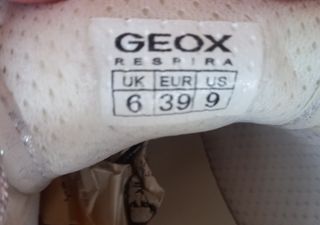 GEOX
RESPIRA
UK EUR US
6 39 9